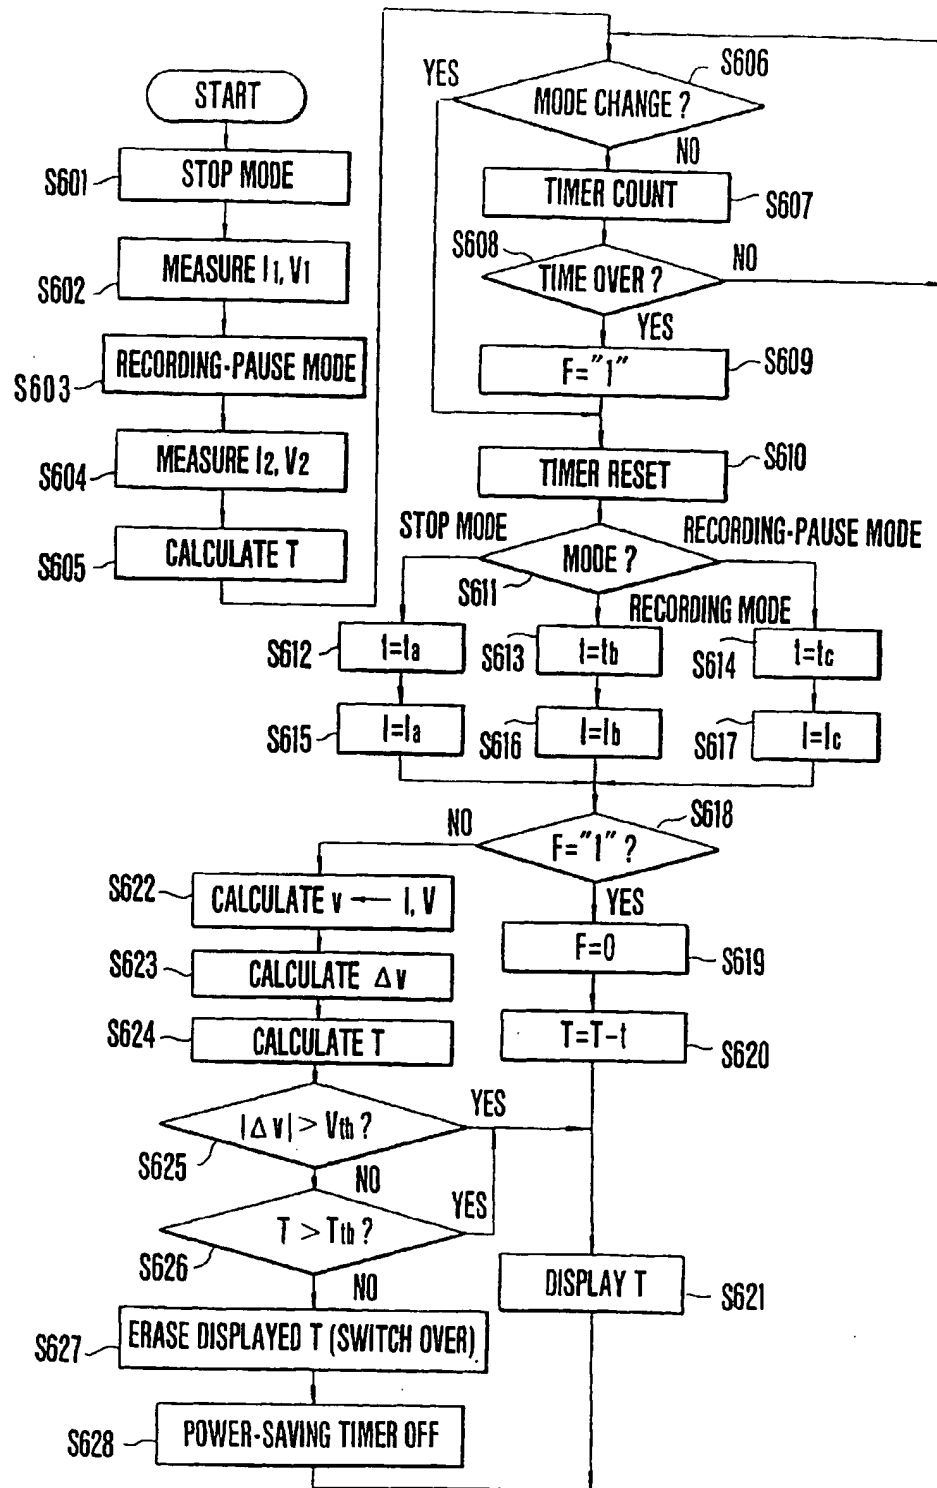 START
S601
STOP MODE
S602
MEASURE I1, V1
S603
RECORDING-PAUSE MODE
S604
MEASURE I2, V2
S605
CALCULATE T
S606
YES
MODE CHANGE ?
NO
TIMER COUNT
S607
S608
TIME OVER ?
NO
YES
F="1"
S609
TIMER RESET
S610
STOP MODE
MODE ?
RECORDING-PAUSE MODE
S611
RECORDING MODE
S612
t=ta
S613
t=tb
S614
t=tc
S615
I=Ia
S616
I=Ib
S617
I=Ic
NO
F="1" ?
S618
YES
F=0
S619
T=T-t
S620
S622
CALCULATE v ← I, V
S623
CALCULATE Δv
S624
CALCULATE T
|Δv| > Vth ?
YES
S625
NO
T > Tth ?
YES
S626
NO
DISPLAY T
S621
S627
ERASE DISPLAYED T (SWITCH OVER)
S628
POWER-SAVING TIMER OFF